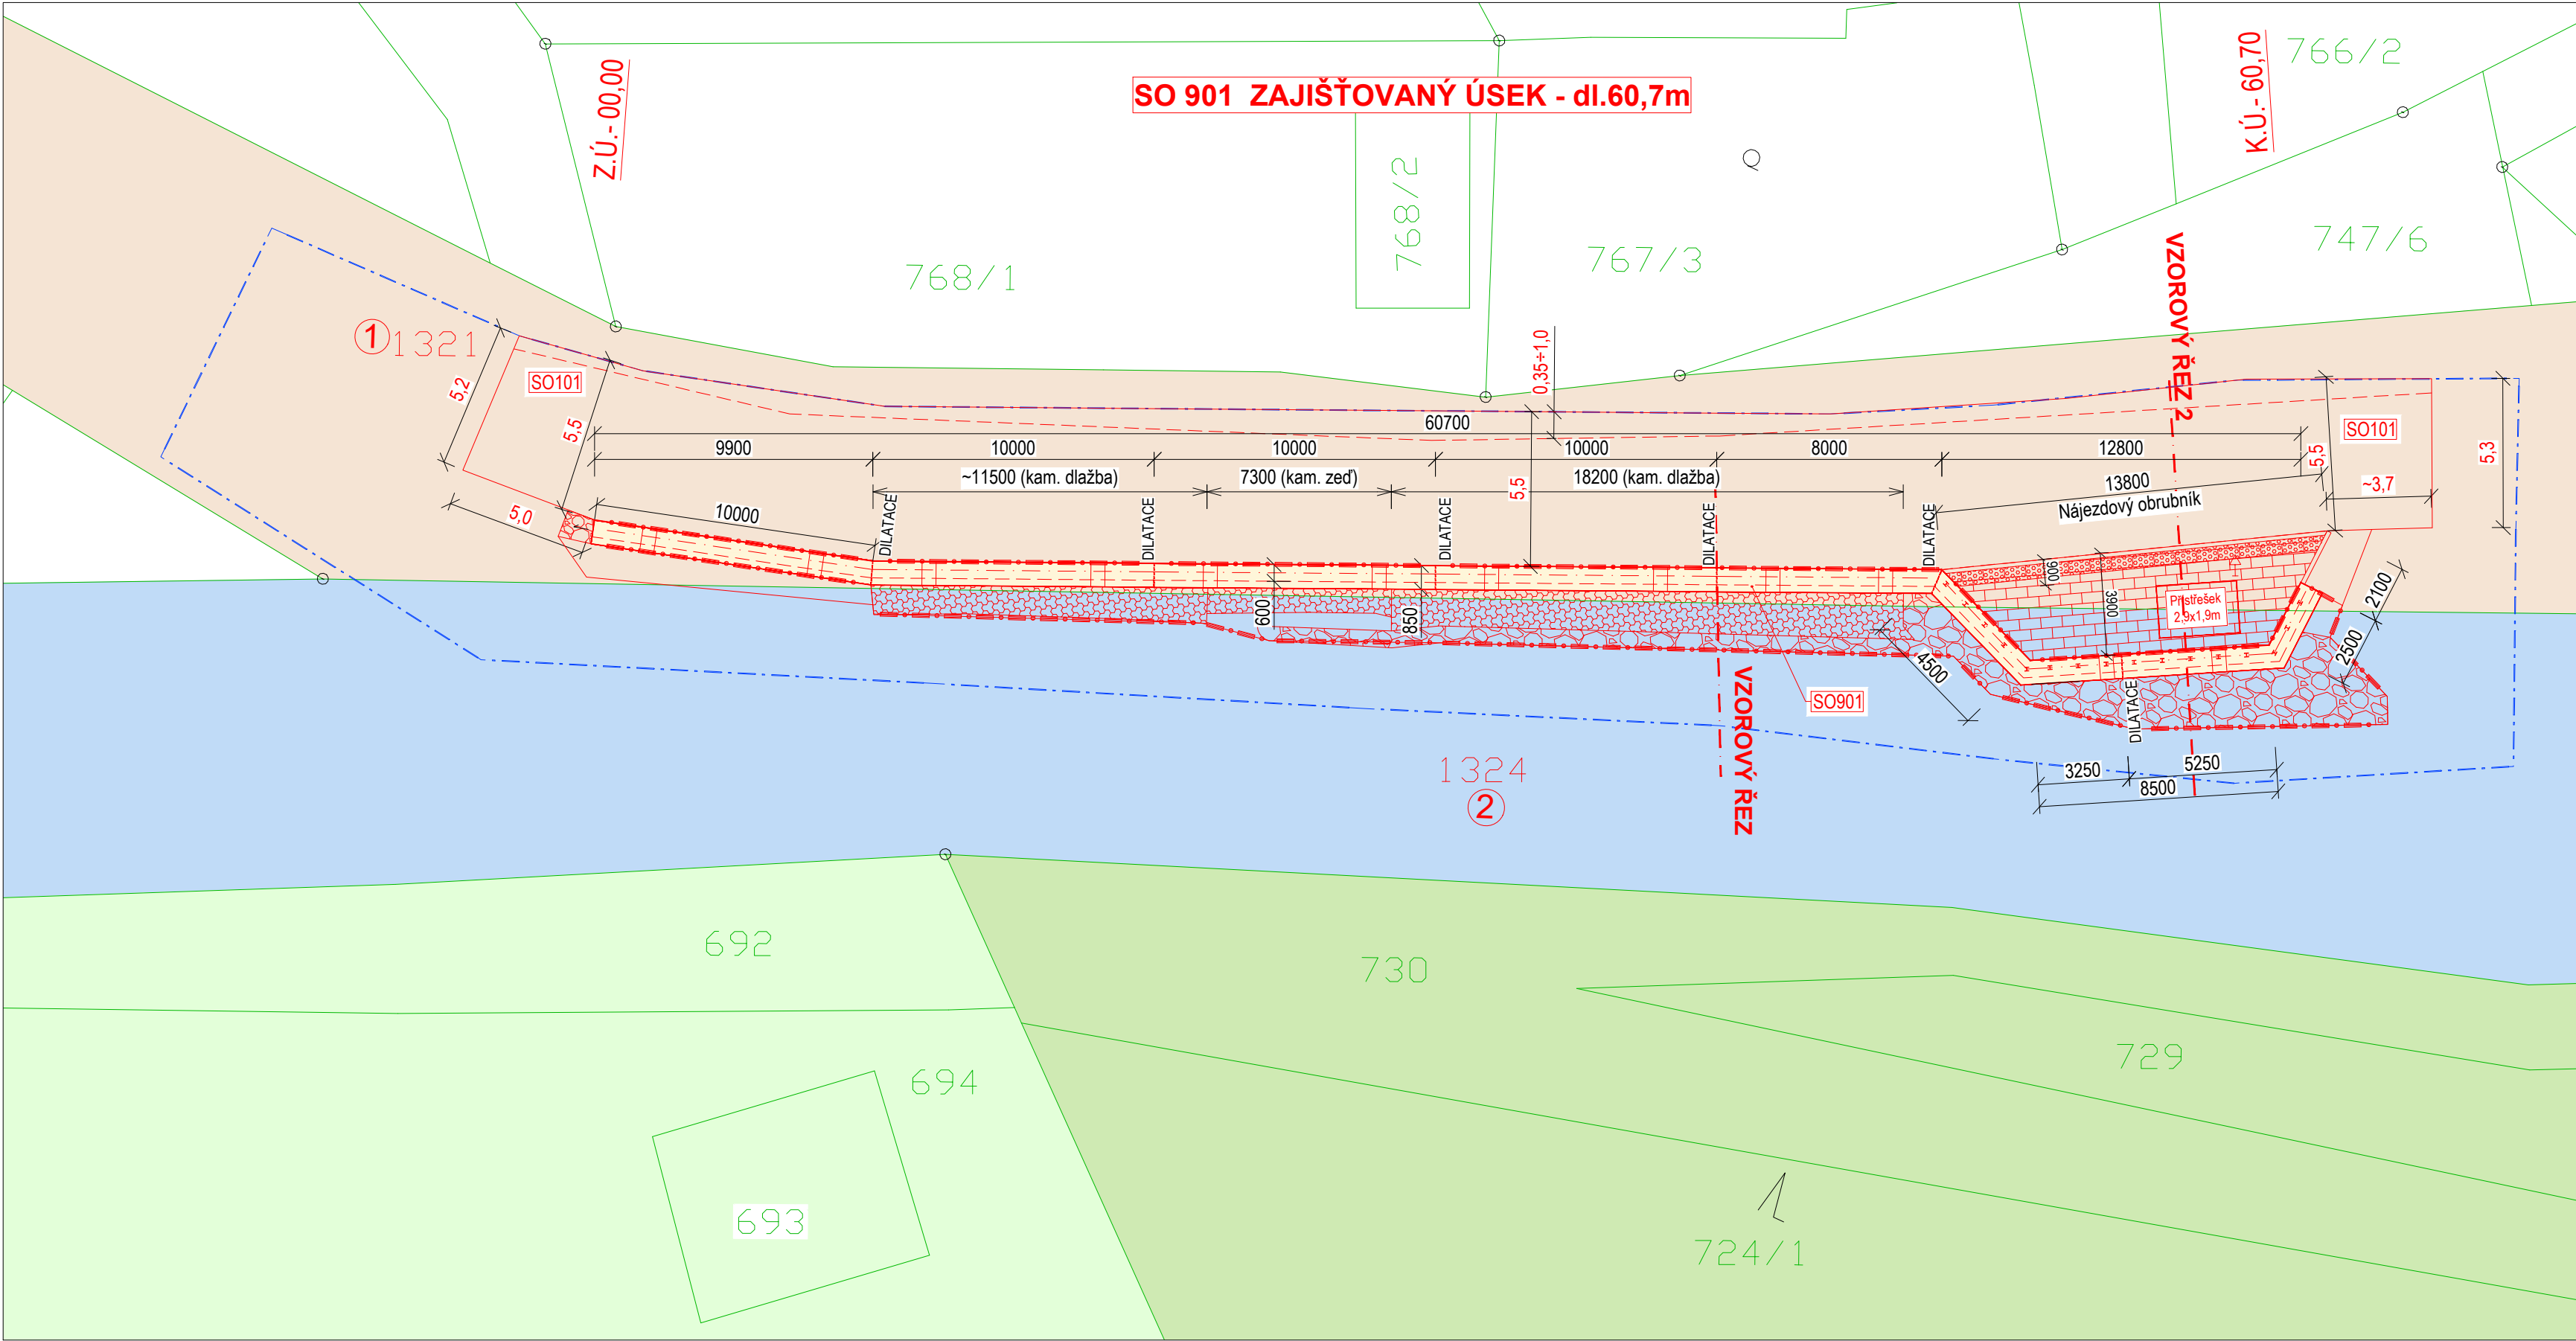 SO 901 ZAJIŠŤOVANÝ ÚSEK - dl.60,7m
Z.Ú.- 00,00
K.Ú.- 60,70
766/2
768/2
768/1
767/3
747/6
VZOROVÝ ŘEZ 2
1 1321
SO101
5,2
5,5
5,0
0,35÷1,0
60700
9900
10000
10000
10000
8000
12800
~11500 (kam. dlažba)
7300 (kam. zeď)
18200 (kam. dlažba)
5,5
10000
DILATACE
DILATACE
DILATACE
DILATACE
DILATACE
13800
Nájezdový obrubník
5,5
SO101
~3,7
5,3
600
850
900
3900
Přístřešek
2,9x1,9m
2100
2500
4500
SO901
DILATACE
VZOROVÝ ŘEZ
3250
5250
8500
1324
2
692
730
694
729
693
724/1